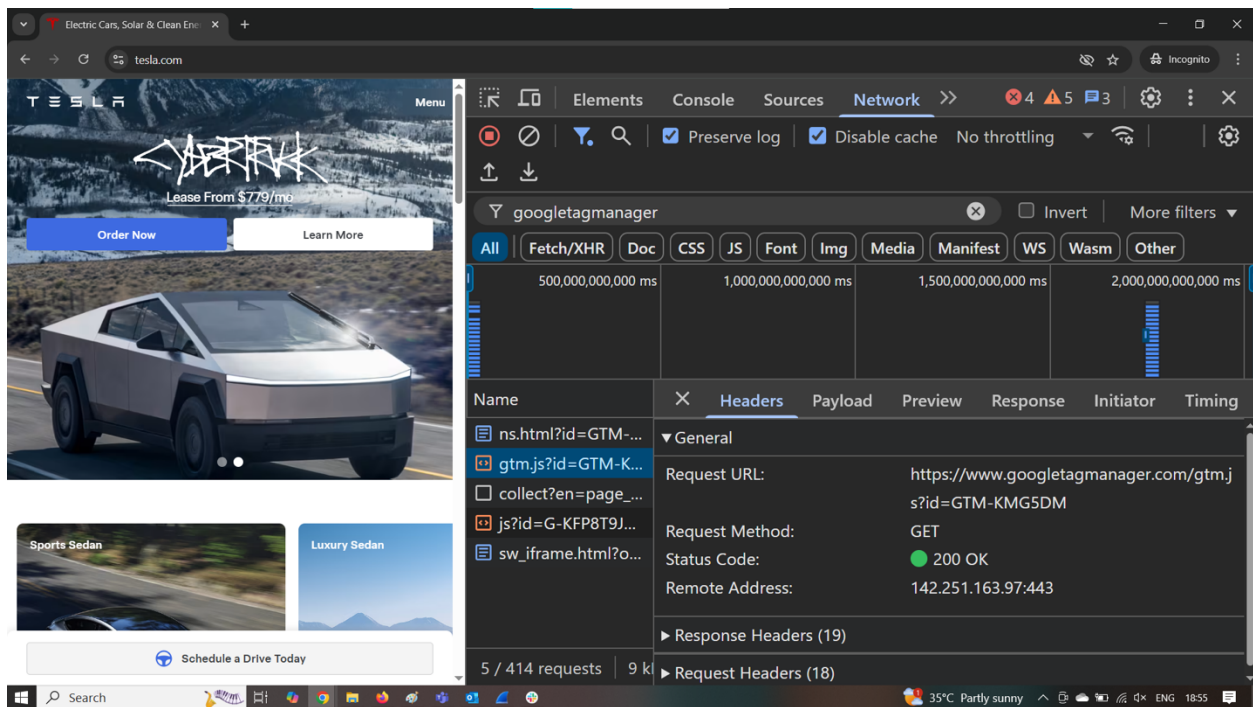 Electric Cars, Solar & Clean Ene
tesla.com
Incognito
TESLA
Menu
CYBERTRUCK
Lease From $779/mo
Order Now
Learn More
Sports Sedan
Luxury Sedan
Schedule a Drive Today
Elements Console Sources Network 4 5 3
Preserve log Disable cache No throttling
googletagmanager Invert More filters
All Fetch/XHR Doc CSS JS Font Img Media Manifest WS Wasm Other
500,000,000,000 ms 1,000,000,000,000 ms 1,500,000,000,000 ms 2,000,000,000,000 ms
Name
ns.html?id=GTM-...
gtm.js?id=GTM-K...
collect?en=page_...
js?id=G-KFP8T9J...
sw_iframe.html?o...
5 / 414 requests 9 k
Headers Payload Preview Response Initiator Timing
General
Request URL: https://www.googletagmanager.com/gtm.j
s?id=GTM-KMG5DM
Request Method: GET
Status Code: 200 OK
Remote Address: 142.251.163.97:443
Response Headers (19)
Request Headers (18)
Search
35°C Partly sunny ENG 18:55